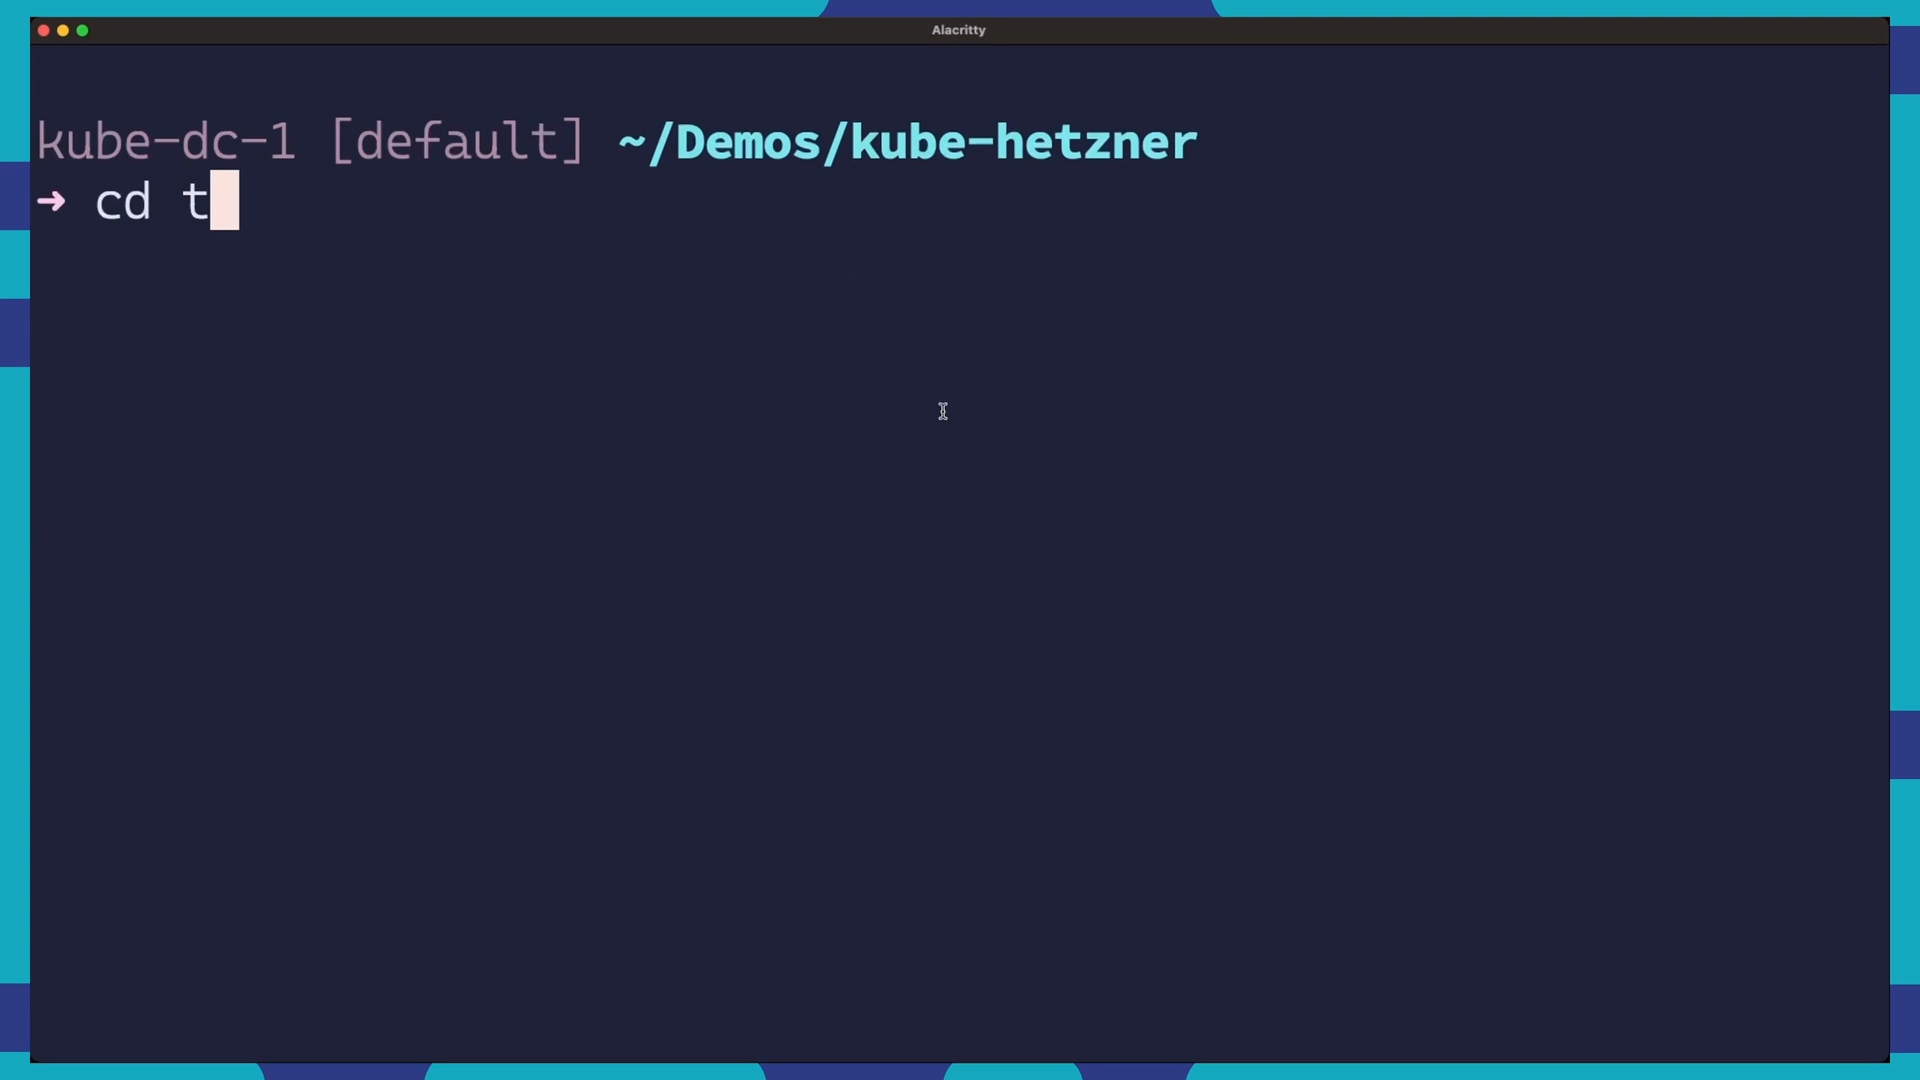 Alacritty
kube-dc-1 [default] ~/Demos/kube-hetzner
➜ cd t